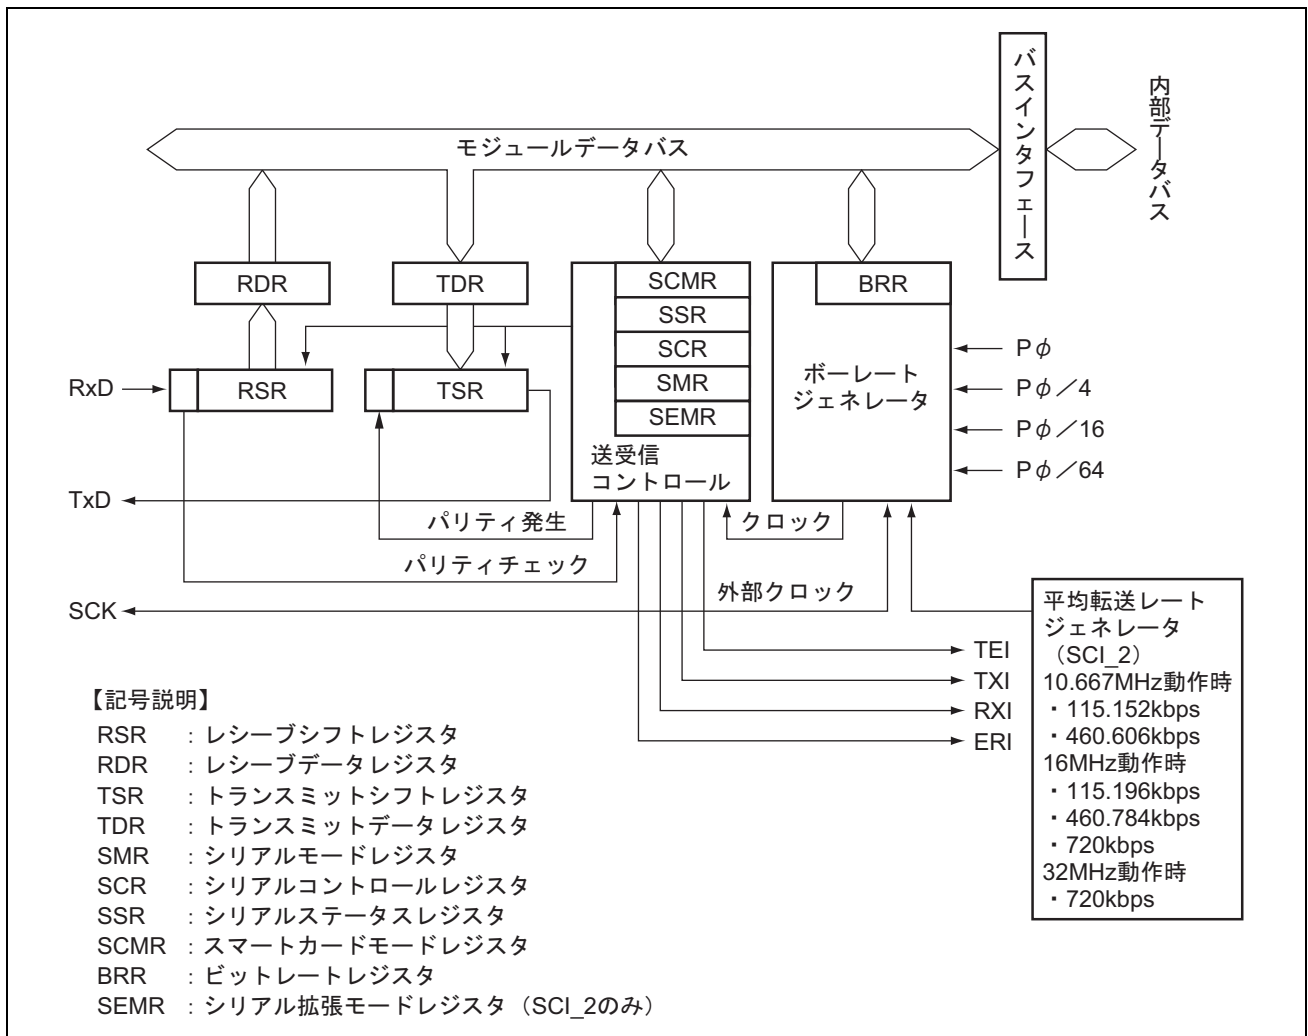 バスインタフェース
内部データバス
モジュールデータバス
RDR
TDR
SCMR
BRR
SSR
SCR
SMR
SEMR
送受信
コントロール
ボーレート
ジェネレータ
Pφ
Pφ／4
Pφ／16
Pφ／64
RxD
RSR
TSR
TxD
パリティ発生
クロック
パリティチェック
外部クロック
SCK
TEI
TXI
RXI
ERI
平均転送レート
ジェネレータ
（SCI_2）
10.667MHz動作時
・115.152kbps
・460.606kbps
16MHz動作時
・115.196kbps
・460.784kbps
・720kbps
32MHz動作時
・720kbps
【記号説明】
RSR ：レシーブシフトレジスタ
RDR ：レシーブデータレジスタ
TSR ：トランスミットシフトレジスタ
TDR ：トランスミットデータレジスタ
SMR ：シリアルモードレジスタ
SCR ：シリアルコントロールレジスタ
SSR ：シリアルステータスレジスタ
SCMR ：スマートカードモードレジスタ
BRR ：ビットレートレジスタ
SEMR ：シリアル拡張モードレジスタ（SCI_2のみ）